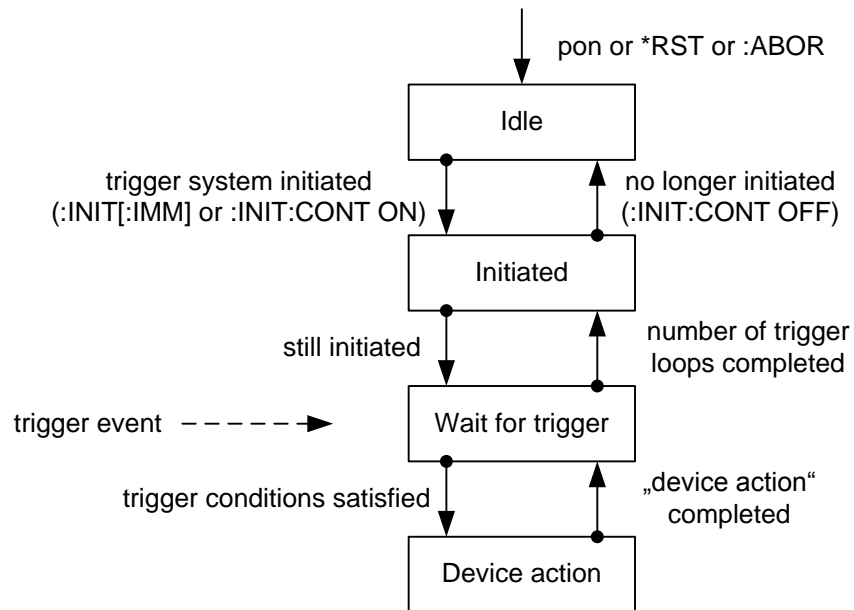 pon or *RST or :ABOR
Idle
trigger system initiated
(:INIT[:IMM] or :INIT:CONT ON)
no longer initiated
(:INIT:CONT OFF)
Initiated
still initiated
number of trigger
loops completed
trigger event
Wait for trigger
trigger conditions satisfied
„device action“
completed
Device action